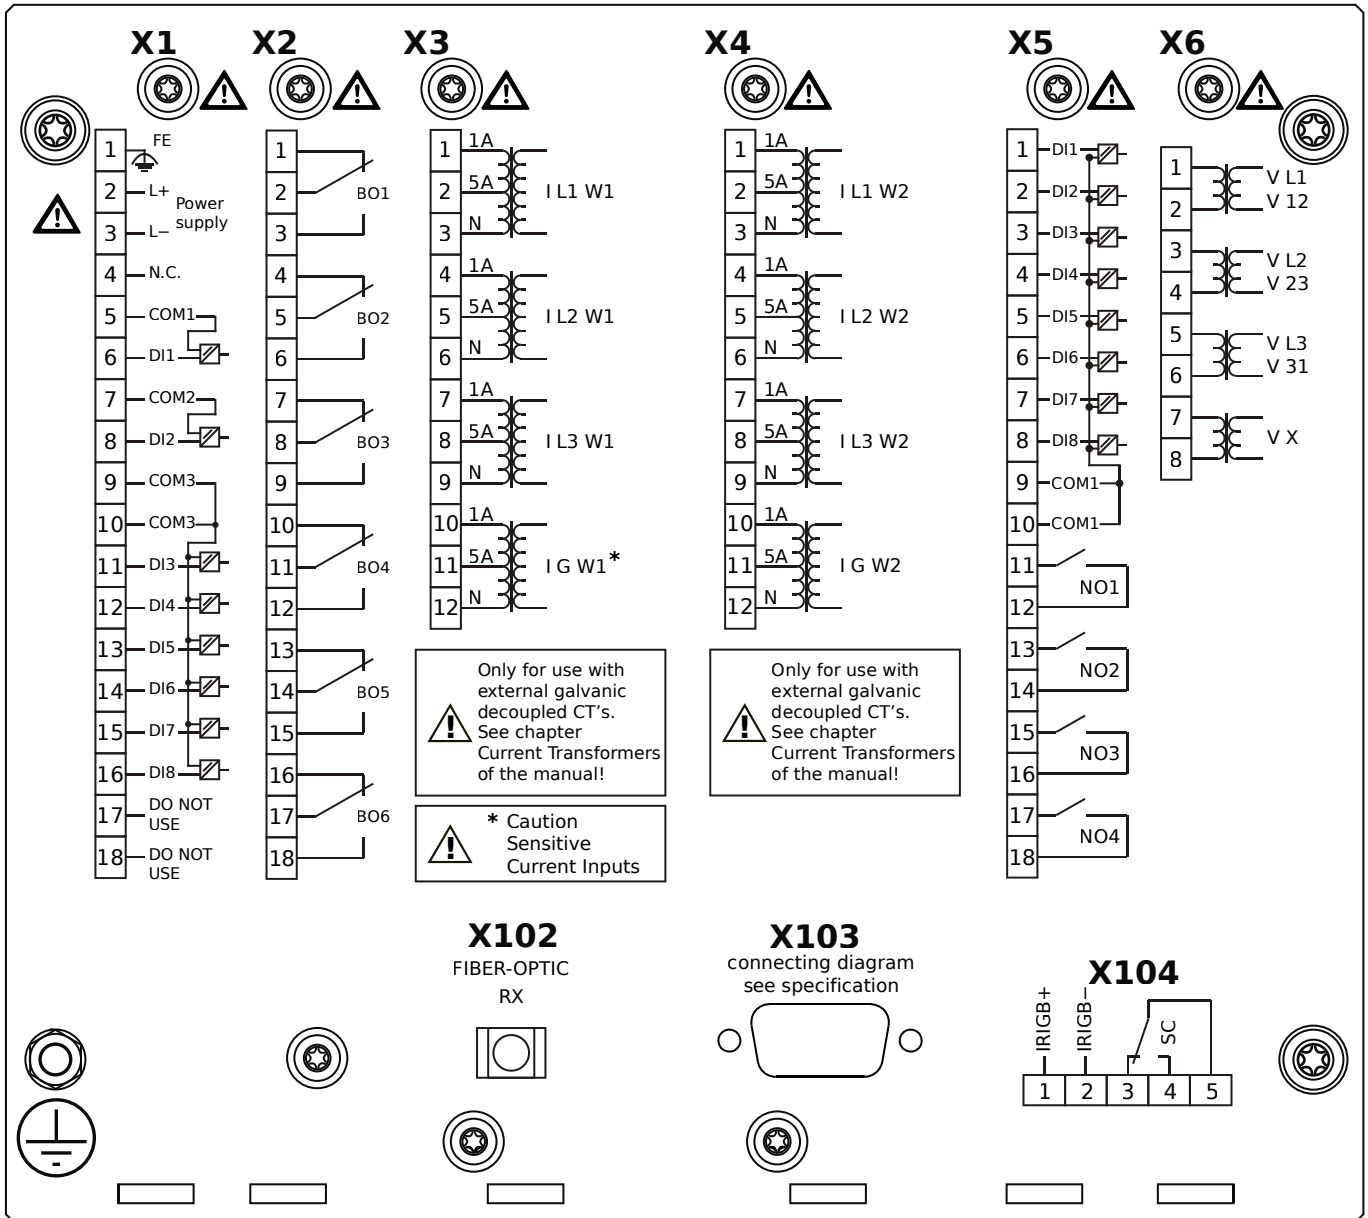 X1
X2
X3
X4
X5
X6
1 FE
2 L+
Power
supply
3 L−
4 N.C.
5 COM1
6 DI1
7 COM2
8 DI2
9 COM3
10 COM3
11 DI3
12 DI4
13 DI5
14 DI6
15 DI7
16 DI8
17 DO NOT
USE
18 DO NOT
USE
1
2 BO1
3
4
5 BO2
6
7
8 BO3
9
10
11 BO4
12
13
14 BO5
15
16
17 BO6
18
1 1A
2 5A I L1 W1
3 N
4 1A
5 5A I L2 W1
6 N
7 1A
8 5A I L3 W1
9 N
10 1A
11 5A I G W1*
12 N
Only for use with
external galvanic
decoupled CT's.
See chapter
Current Transformers
of the manual!
* Caution
Sensitive
Current Inputs
1 1A
2 5A I L1 W2
3 N
4 1A
5 5A I L2 W2
6 N
7 1A
8 5A I L3 W2
9 N
10 1A
11 5A I G W2
12 N
Only for use with
external galvanic
decoupled CT's.
See chapter
Current Transformers
of the manual!
1 DI1
2 DI2
3 DI3
4 DI4
5 DI5
6 DI6
7 DI7
8 DI8
9 COM1
10 COM1
11
NO1
12
13
NO2
14
15
NO3
16
17
NO4
18
1 V L1
2 V 12
3 V L2
4 V 23
5 V L3
6 V 31
7
V X
8
X102
FIBER-OPTIC
RX
X103
connecting diagram
see specification
X104
IRIGB+
IRIGB−
SC
1 2 3 4 5